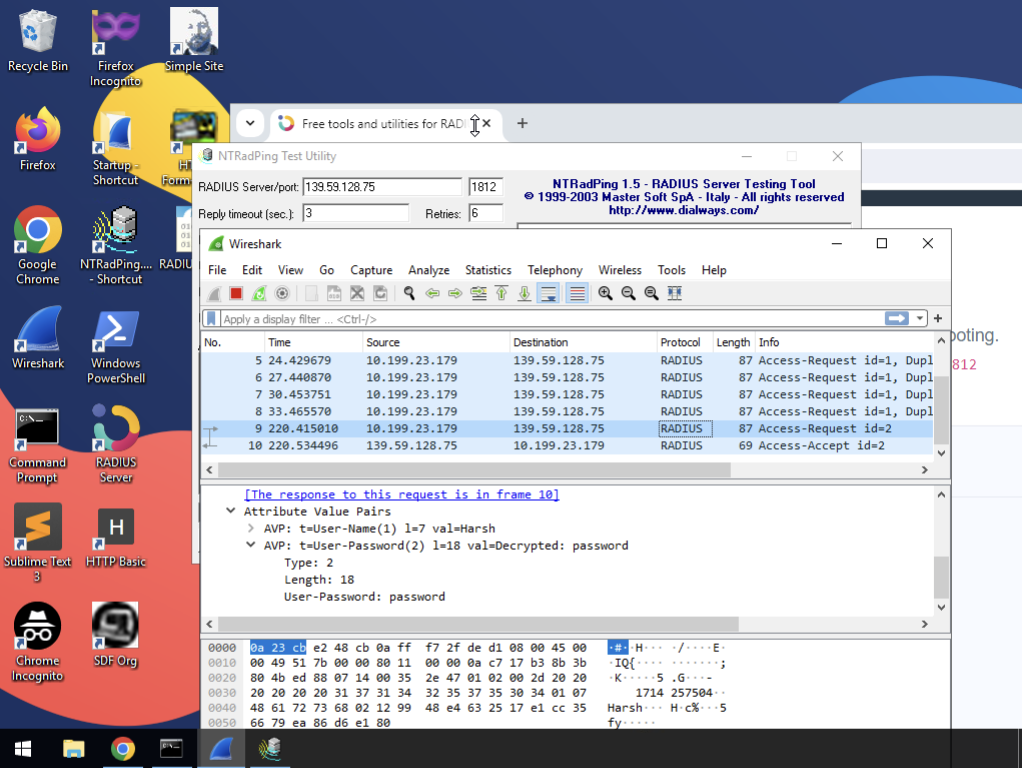 Recycle Bin
Firefox
Incognito
Simple Site
Firefox
Startup -
Shortcut
Google
Chrome
NTRadPing....
- Shortcut
Wireshark
Windows
PowerShell
Command
Prompt
RADIUS
Server
Sublime Text
3
H
HTTP Basic
Chrome
Incognito
SDF Org
Free tools and utilities for RADI
NTRadPing Test Utility
RADIUS Server/port:
139.59.128.75
1812
Reply timeout (sec.):
3
Retries:
6
NTRadPing 1.5 - RADIUS Server Testing Tool
© 1999-2003 Master Soft SpA - Italy - All rights reserved
http://www.dialways.com/
Wireshark
File Edit View Go Capture Analyze Statistics Telephony Wireless Tools Help
Apply a display filter ... <Ctrl-/>
No. Time Source Destination Protocol Length Info
5 24.429679 10.199.23.179 139.59.128.75 RADIUS 87 Access-Request id=1, Dupl
6 27.440870 10.199.23.179 139.59.128.75 RADIUS 87 Access-Request id=1, Dupl
7 30.453751 10.199.23.179 139.59.128.75 RADIUS 87 Access-Request id=1, Dupl
8 33.465570 10.199.23.179 139.59.128.75 RADIUS 87 Access-Request id=1, Dupl
9 220.415010 10.199.23.179 139.59.128.75 RADIUS 87 Access-Request id=2
10 220.534496 139.59.128.75 10.199.23.179 RADIUS 69 Access-Accept id=2
[The response to this request is in frame 10]
Attribute Value Pairs
AVP: t=User-Name(1) l=7 val=Harsh
AVP: t=User-Password(2) l=18 val=Decrypted: password
Type: 2
Length: 18
User-Password: password
0000 0a 23 cb e2 48 cb 0a ff f7 2f de d1 08 00 45 00 ·#··H··· ·/····E·
0010 00 49 51 7b 00 00 80 11 00 00 0a c7 17 b3 8b 3b ·IQ{···· ·······;
0020 80 4b ed 88 07 14 00 35 2e 47 01 02 00 2d 20 20 ·K·····5 .G···-
0030 20 20 20 20 31 37 31 34 32 35 37 35 30 34 01 07 1714 257504··
0040 48 61 72 73 68 02 12 99 48 e4 63 25 17 e1 cc 35 Harsh··· H·c%···5
0050 66 79 ea 86 d6 e1 80 fy·····
ooting.
812